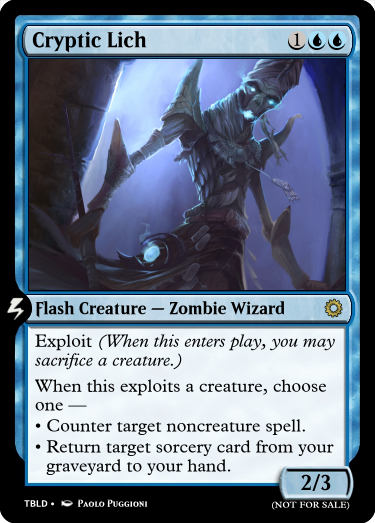 Cryptic Lich 1
Flash Creature — Zombie Wizard
Exploit (When this enters play, you may
sacrifice a creature.)
When this exploits a creature, choose
one —
• Counter target noncreature spell.
• Return target sorcery card from your
graveyard to your hand.
2/3
TBLD • Paolo Puggioni
(NOT FOR SALE)